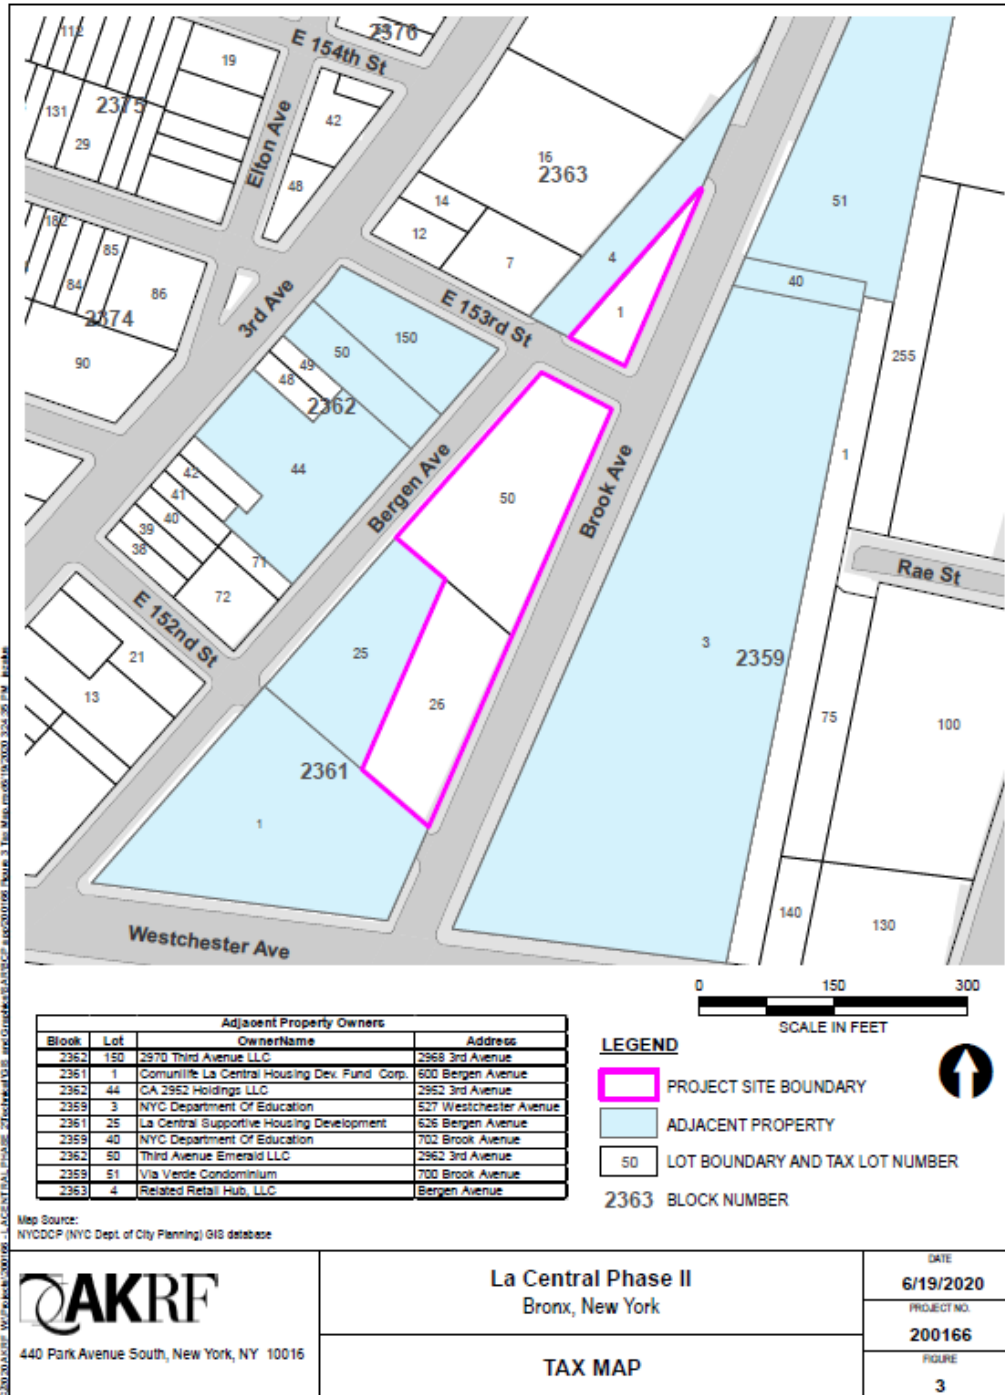 112
2376
E 154th St
19
Elton Ave
42
131
2375
29
48
16
2363
14
12
7
4
51
1
40
182
85
84
86
2374
90
3rd Ave
E 153rd St
150
50
49
48
2362
44
42
41
40
39
38
71
72
Bergen Ave
Brook Ave
50
255
1
Rae St
E 152nd St
21
13
25
26
3
2359
75
100
2361
1
140
130
Westchester Ave
0 150 300
SCALE IN FEET
Adjacent Property Owners
Block Lot OwnerName Address
2362 150 2970 Third Avenue LLC 2968 3rd Avenue
2361 1 Comunilife La Central Housing Dev. Fund Corp. 600 Bergen Avenue
2362 44 CA 2952 Holdings LLC 2952 3rd Avenue
2359 3 NYC Department Of Education 527 Westchester Avenue
2361 25 La Central Supportive Housing Development 626 Bergen Avenue
2359 40 NYC Department Of Education 702 Brook Avenue
2362 50 Third Avenue Emerald LLC 2962 3rd Avenue
2359 51 Via Verde Condominium 700 Brook Avenue
2363 4 Related Retail Hub, LLC Bergen Avenue
LEGEND
PROJECT SITE BOUNDARY
ADJACENT PROPERTY
50 LOT BOUNDARY AND TAX LOT NUMBER
2363 BLOCK NUMBER
Map Source:
NYCDCP (NYC Dept. of City Planning) GIS database
AKRF
440 Park Avenue South, New York, NY 10016
La Central Phase II
Bronx, New York
TAX MAP
DATE
6/19/2020
PROJECT NO.
200166
FIGURE
3